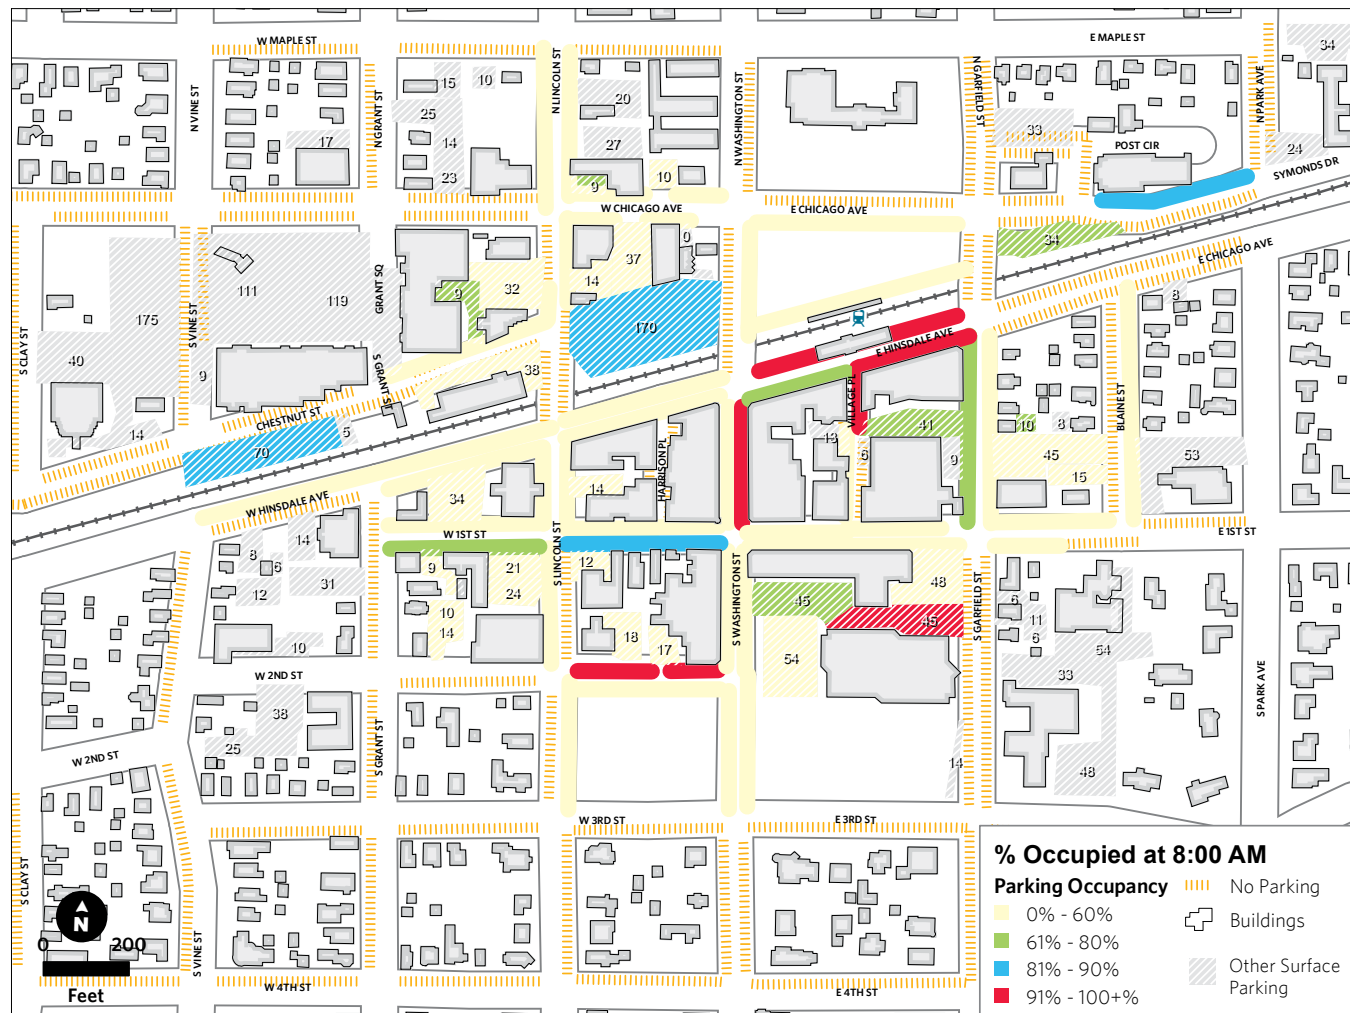 W MAPLE ST
E MAPLE ST
34
15
10
20
25
17
14
27
23
9
10
33
24
N VINE ST
N GRANT ST
N LINCOLN ST
N WASHINGTON ST
N GARFIELD ST
N PARK AVE
POST CIR
SYMONDS DR
W CHICAGO AVE
E CHICAGO AVE
0
37
34
E CHICAGO AVE
111
119
GRANT SQ
9
32
14
175
170
S VINE ST
S CLAY ST
40
9
S GRANT ST
38
E HINSDALE AVE
8
CHESTNUT ST
5
14
70
VILLAGE PL
13
41
10
8
BLAINE ST
6
9
45
15
53
HARRISON PL
14
34
W HINSDALE AVE
W 1ST ST
E 1ST ST
8
14
6
12
31
9
21
24
10
14
12
S LINCOLN ST
S WASHINGTON ST
S GARFIELD ST
48
45
45
6
11
6
54
33
18
17
54
10
W 2ND ST
38
25
S GRANT ST
S PARK AVE
48
14
W 2ND ST
W 3RD ST
E 3RD ST
S CLAY ST
S VINE ST
N
0 200
Feet
W 4TH ST
E 4TH ST
% Occupied at 8:00 AM
Parking Occupancy
0% - 60%
61% - 80%
81% - 90%
91% - 100+%
No Parking
Buildings
Other Surface
Parking